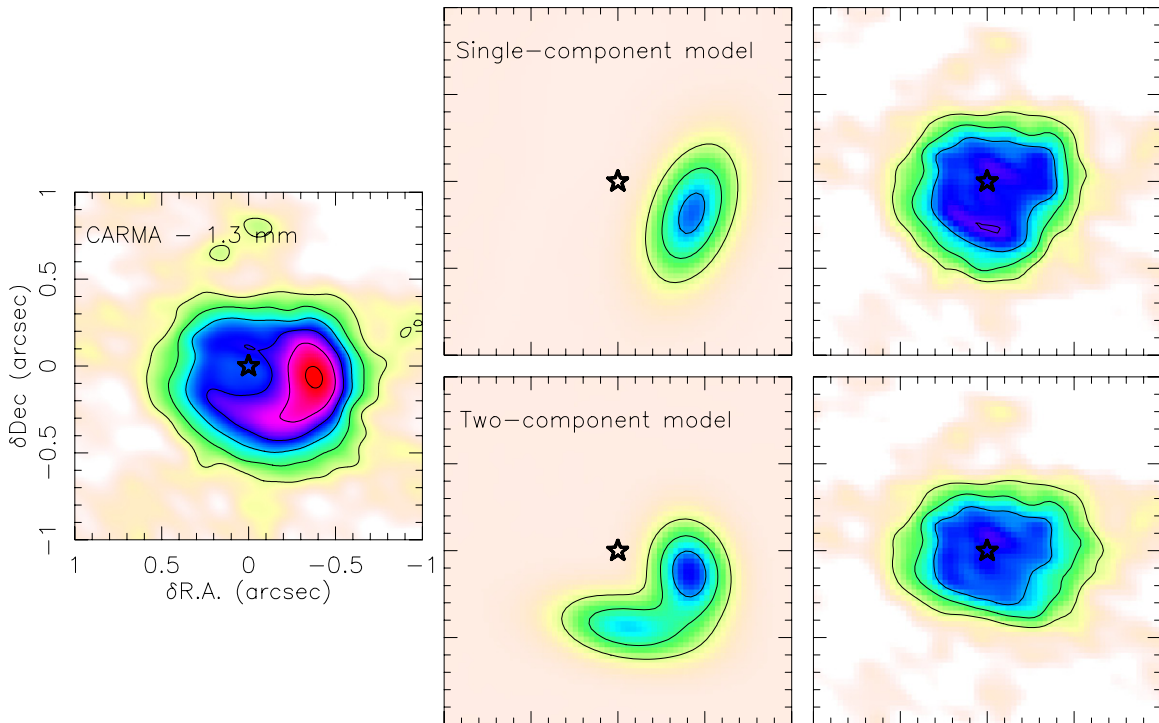 Single-component model
CARMA - 1.3 mm
Two-component model
δDec (arcsec)
1
0.5
0
-0.5
-1
1
0.5
0
-0.5
-1
δR.A. (arcsec)